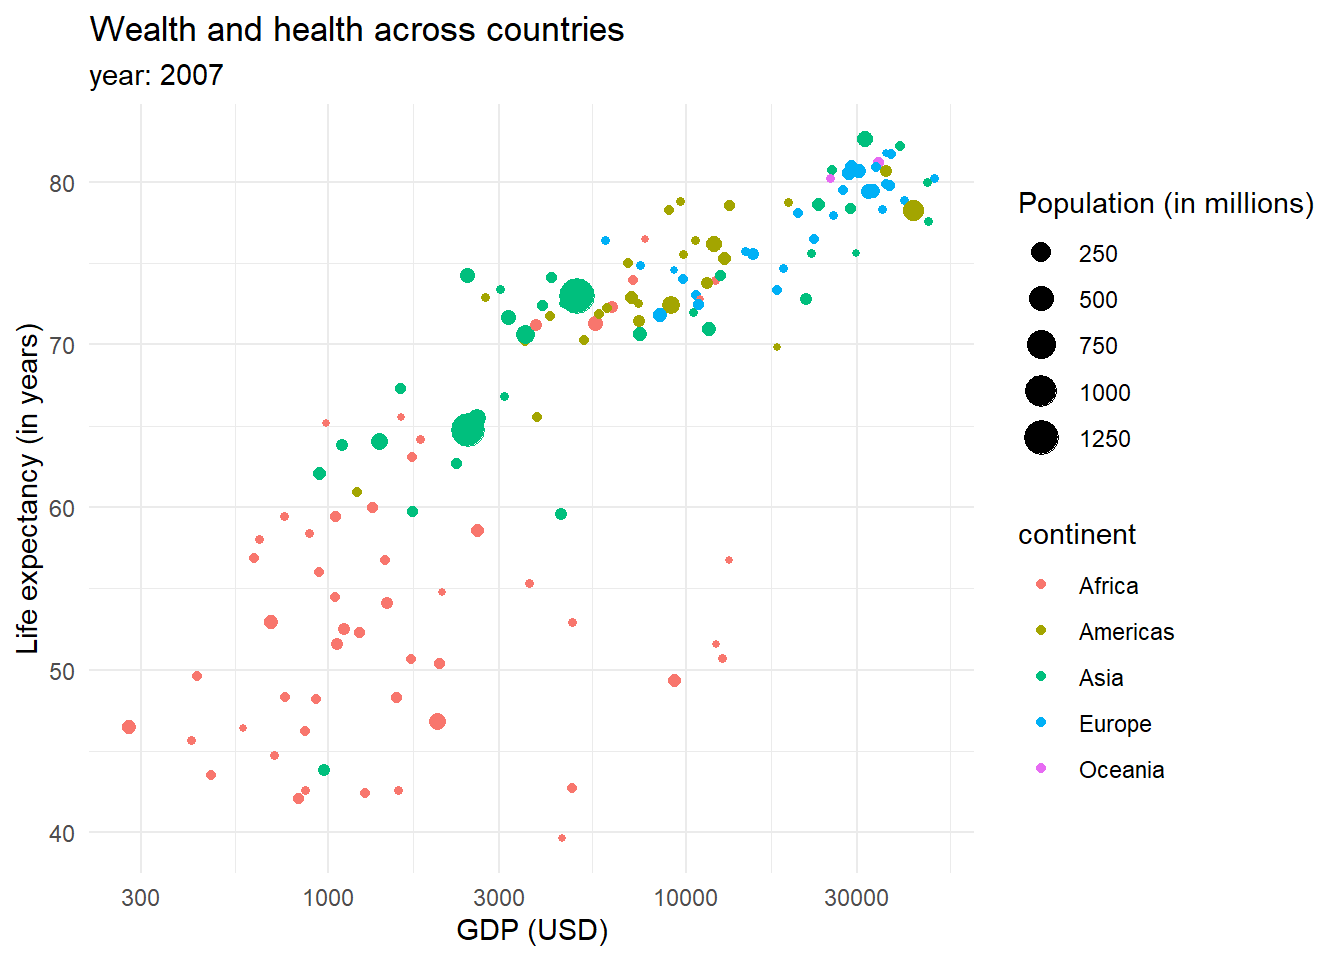 Wealth and health across countries
year: 2007
Life expectancy (in years)
80
70
60
50
40
300 1000 3000 10000 30000
GDP (USD)
Population (in millions)
250
500
750
1000
1250
continent
Africa
Americas
Asia
Europe
Oceania